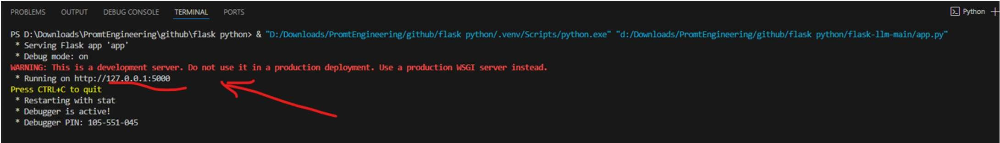 PROBLEMS OUTPUT DEBUG CONSOLE TERMINAL PORTS Python
PS D:\Downloads\PromtEngineering\github\flask python> & "D:/Downloads/PromtEngineering/github/flask python/.venv/Scripts/python.exe" "d:/Downloads/PromtEngineering/github/flask python/flask-llm-main/app.py"
* Serving Flask app 'app'
* Debug mode: on
WARNING: This is a development server. Do not use it in a production deployment. Use a production WSGI server instead.
* Running on http://127.0.0.1:5000
Press CTRL+C to quit
* Restarting with stat
* Debugger is active!
* Debugger PIN: 105-551-045